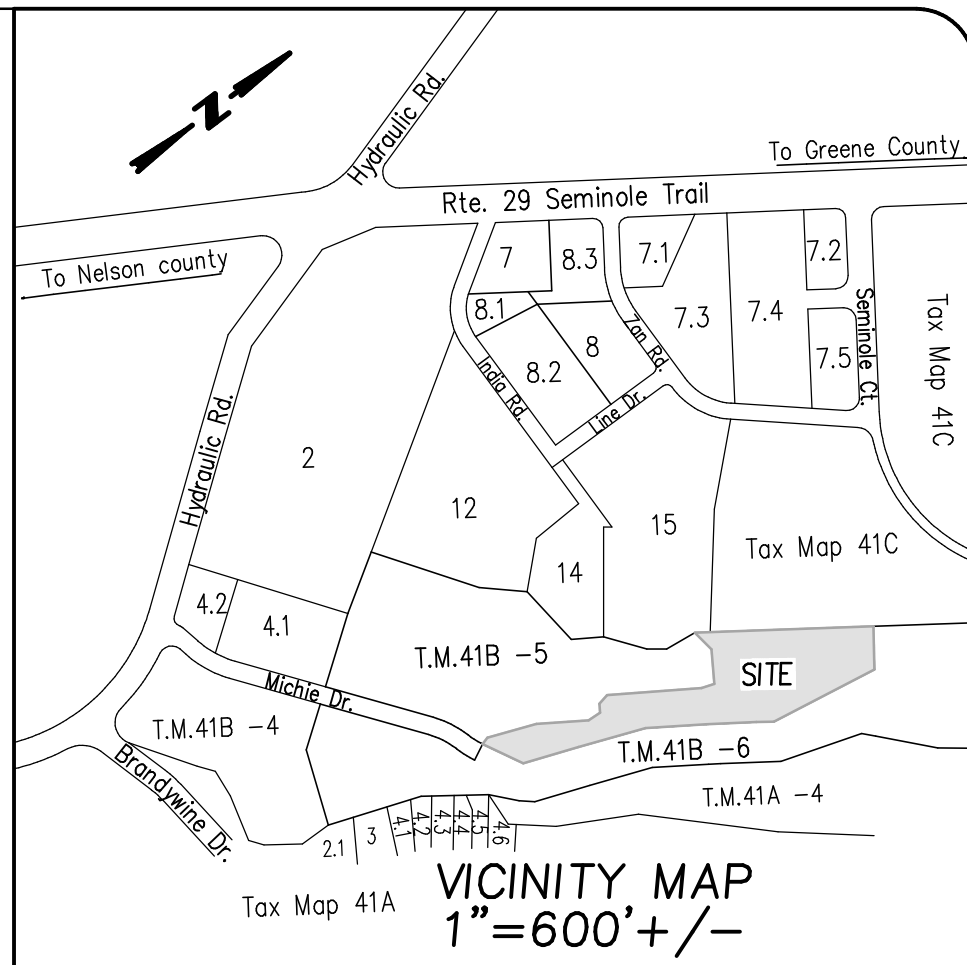 Hydraulic Rd.
N
To Greene County
Rte. 29 Seminole Trail
To Nelson county
7
8.3
7.1
7.2
8.1
7.3
7.4
7.5
Seminole Ct.
Tax Map 41C
8
8.2
Zan Rd.
India Rd.
Line Dr.
Hydraulic Rd.
2
12
15
14
Tax Map 41C
4.2
4.1
T.M.41B -5
SITE
Michie Dr.
T.M.41B -4
T.M.41B -6
Brandywine Dr.
T.M.41A -4
2.1
3
4.1
4.2
4.3
4.4
4.5
4.6
Tax Map 41A
VICINITY MAP
1"=600'+/-